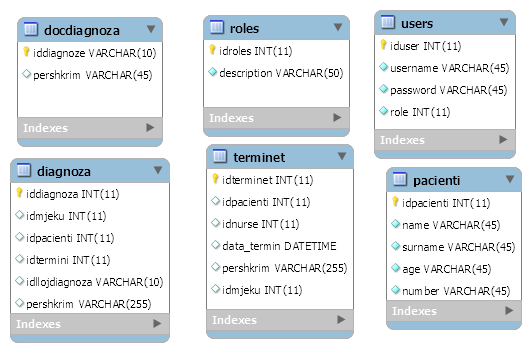 docdiagnoza
iddiagnoze VARCHAR(10)
pershkrim VARCHAR(45)
Indexes
roles
idroles INT(11)
description VARCHAR(50)
Indexes
users
iduser INT(11)
username VARCHAR(45)
password VARCHAR(45)
role INT(11)
Indexes
diagnoza
iddiagnoza INT(11)
idmjeku INT(11)
idpacienti INT(11)
idtermini INT(11)
idllojdiagnoza VARCHAR(10)
pershkrim VARCHAR(255)
Indexes
terminet
idterminet INT(11)
idpacienti INT(11)
idnurse INT(11)
data_termin DATETIME
pershkrim VARCHAR(255)
idmjeku INT(11)
Indexes
pacienti
idpacienti INT(11)
name VARCHAR(45)
surname VARCHAR(45)
age VARCHAR(45)
number VARCHAR(45)
Indexes